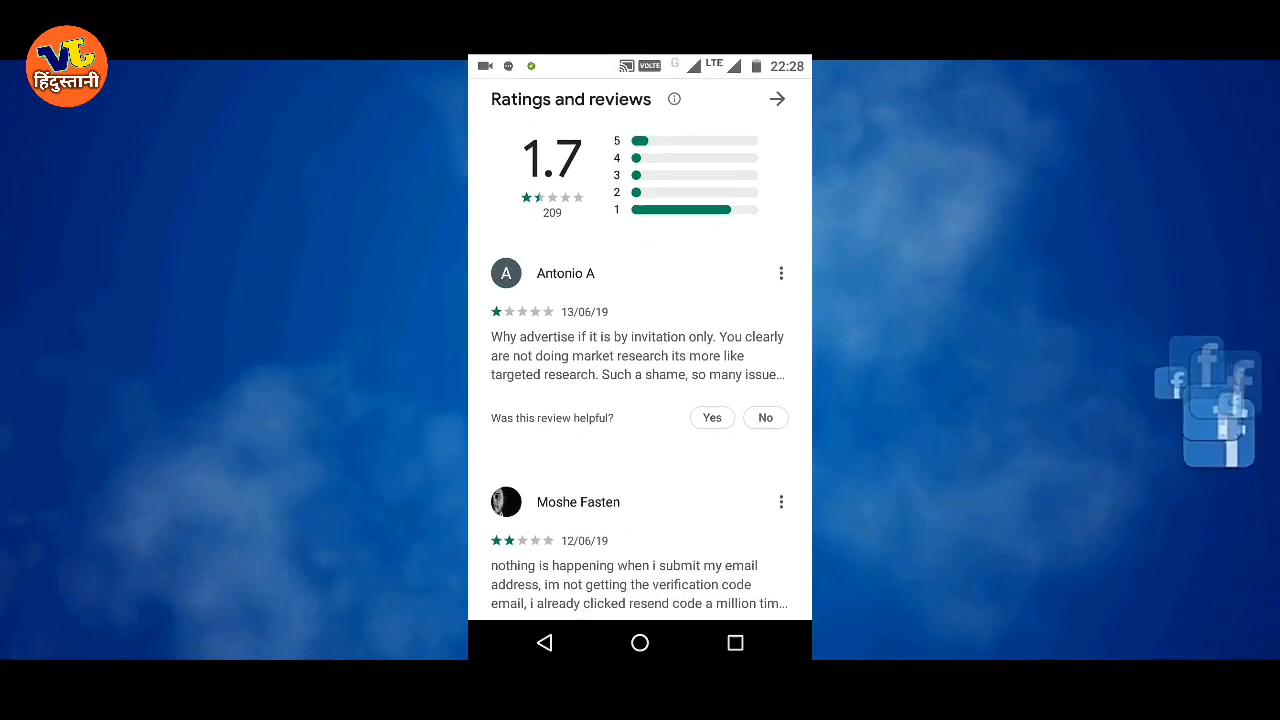 VT
हिंदुस्तानी
VOLTE G LTE 22:28
Ratings and reviews
1.7
209
5
4
3
2
1
A Antonio A
13/06/19
Why advertise if it is by invitation only. You clearly
are not doing market research its more like
targeted research. Such a shame, so many issue...
Was this review helpful? Yes No
Moshe Fasten
12/06/19
nothing is happening when i submit my email
address, im not getting the verification code
email, i already clicked resend code a million tim...